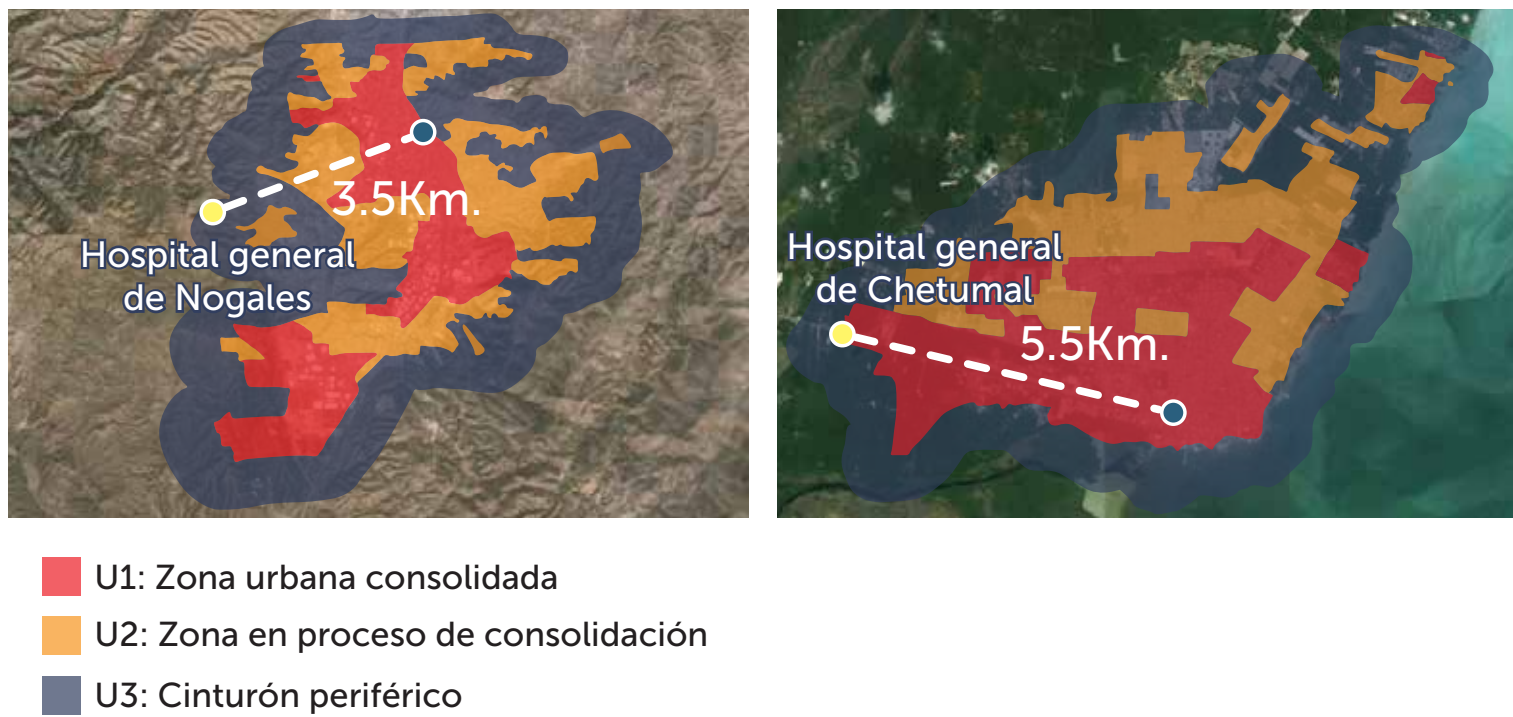 3.5Km.
Hospital general
de Nogales
Hospital general
de Chetumal
5.5Km.
U1: Zona urbana consolidada
U2: Zona en proceso de consolidación
U3: Cinturón periférico